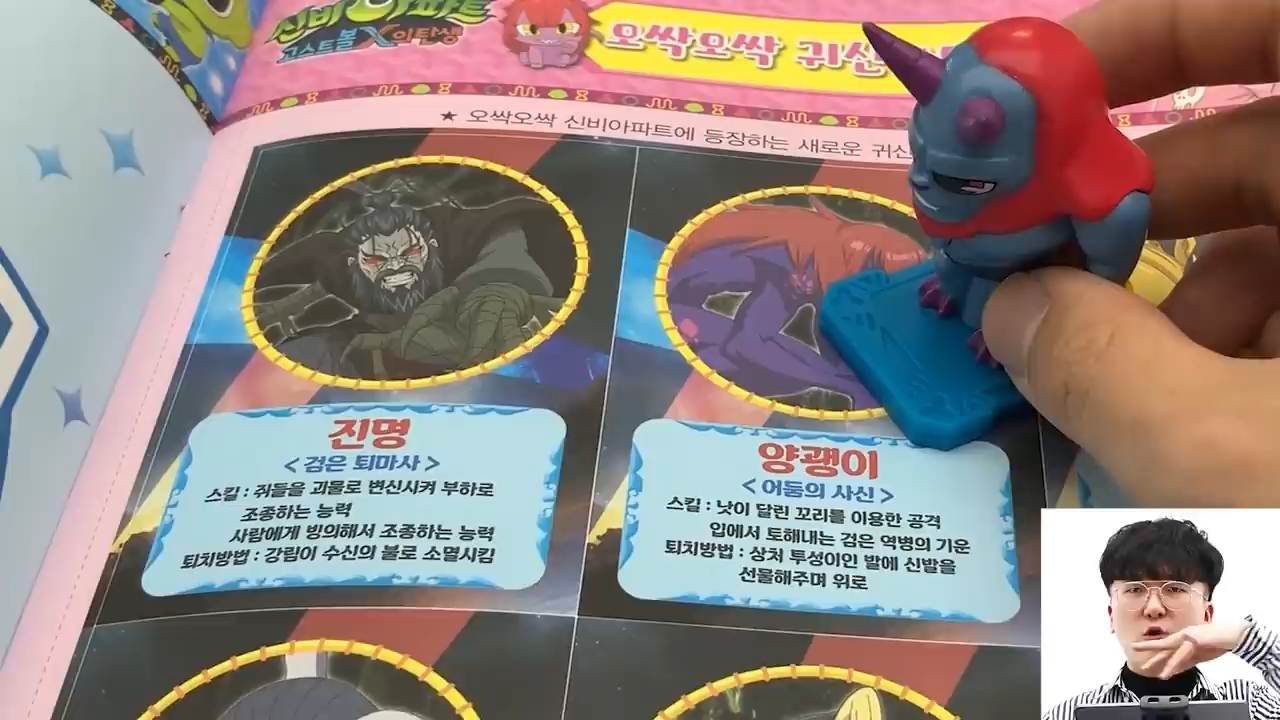 신비아파트
고스트볼 X의 탄생
오싹오싹 귀신
★ 오싹오싹 신비아파트에 등장하는 새로운 귀신
진명
< 검은 퇴마사 >
스킬 : 쥐들을 괴물로 변신시켜 부하로
조종하는 능력
사람에게 빙의해서 조종하는 능력
퇴치방법 : 강림이 수신의 불로 소멸시킴
양괭이
< 어둠의 사신 >
스킬 : 낫이 달린 꼬리를 이용한 공격
입에서 토해내는 검은 역병의 기운
퇴치방법 : 상처 투성이인 발에 신발을
선물해주며 위로